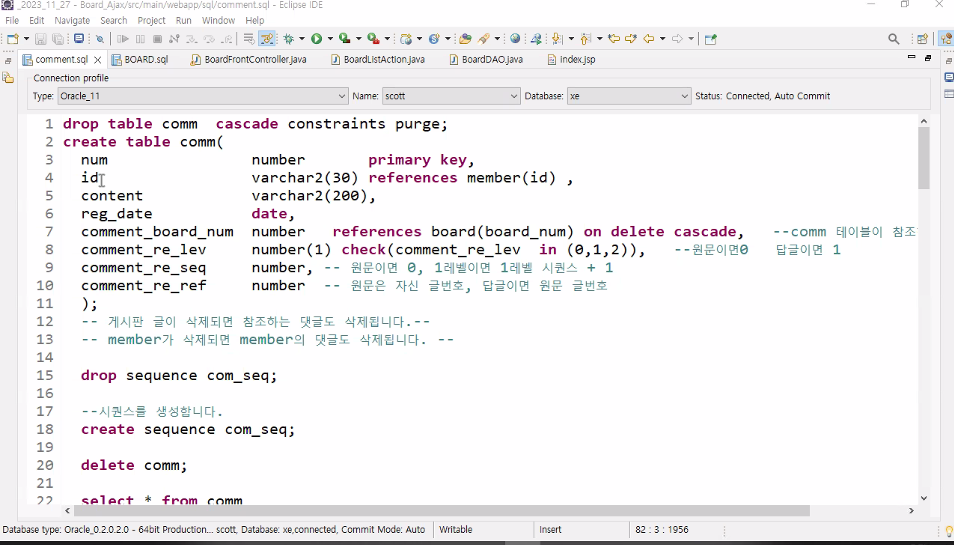 _2023_11_27 - Board_Ajax/src/main/webapp/sql/comment.sql - Eclipse IDE
File Edit Navigate Search Project Run Window Help
comment.sql BOARD.sql BoardFrontController.java BoardListAction.java BoardDAO.java index.jsp
Connection profile
Type: Oracle_11 Name: scott Database: xe Status: Connected, Auto Commit
1 drop table comm cascade constraints purge;
2 create table comm(
3 num number primary key,
4 id varchar2(30) references member(id) ,
5 content varchar2(200),
6 reg_date date,
7 comment_board_num number references board(board_num) on delete cascade, --comm 테이블이 참조
8 comment_re_lev number(1) check(comment_re_lev in (0,1,2)), --원문이면0 답글이면 1
9 comment_re_seq number, -- 원문이면 0, 1레벨이면 1레벨 시퀀스 + 1
10 comment_re_ref number -- 원문은 자신 글번호, 답글이면 원문 글번호
11 );
12 -- 게시판 글이 삭제되면 참조하는 댓글도 삭제됩니다.--
13 -- member가 삭제되면 member의 댓글도 삭제됩니다. --
14
15 drop sequence com_seq;
16
17 --시퀀스를 생성합니다.
18 create sequence com_seq;
19
20 delete comm;
21
22 select * from comm
Database type: Oracle_0.2.0.2.0 - 64bit Production... scott, Database: xe,connected, Commit Mode: Auto Writable Insert 82 : 3 : 1956